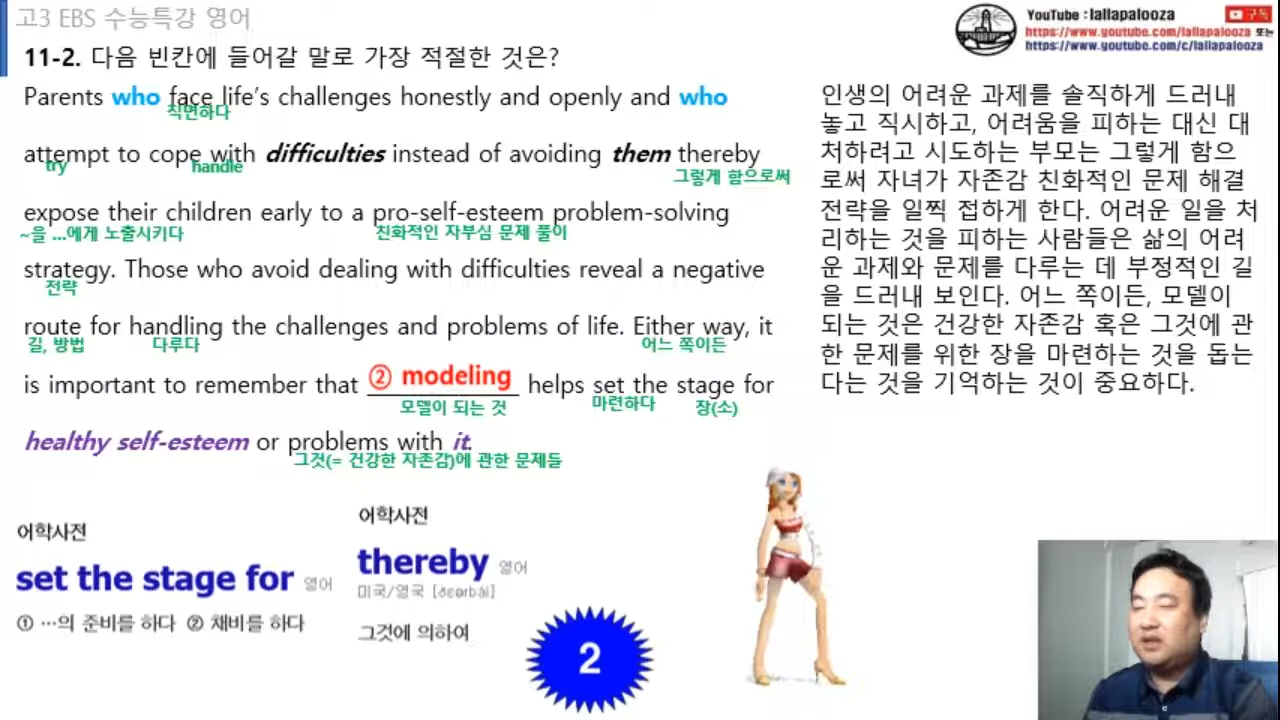 고3 EBS 수능특강 영어
YouTube : lallapalooza
구독
https://www.youtube.com/lallapalooza 또는
https://www.youtube.com/c/lallapalooza
11-2. 다음 빈칸에 들어갈 말로 가장 적절한 것은?
Parents who face life's challenges honestly and openly and who
직면하다
attempt to cope with difficulties instead of avoiding them thereby
try handle 그렇게 함으로써
expose their children early to a pro-self-esteem problem-solving
~을 ...에게 노출시키다 친화적인 자부심 문제 풀이
strategy. Those who avoid dealing with difficulties reveal a negative
전략
route for handling the challenges and problems of life. Either way, it
길, 방법 다루다 어느 쪽이든
is important to remember that ② modeling helps set the stage for
모델이 되는 것 마련하다 장(소)
healthy self-esteem or problems with it.
그것(= 건강한 자존감)에 관한 문제들
인생의 어려운 과제를 솔직하게 드러내
놓고 직시하고, 어려움을 피하는 대신 대
처하려고 시도하는 부모는 그렇게 함으
로써 자녀가 자존감 친화적인 문제 해결
전략을 일찍 접하게 한다. 어려운 일을 처
리하는 것을 피하는 사람들은 삶의 어려
운 과제와 문제를 다루는 데 부정적인 길
을 드러내 보인다. 어느 쪽이든, 모델이
되는 것은 건강한 자존감 혹은 그것에 관
한 문제를 위한 장을 마련하는 것을 돕는
다는 것을 기억하는 것이 중요하다.
어학사전
set the stage for 영어
① …의 준비를 하다 ② 채비를 하다
어학사전
thereby 영어
미국/영국
그것에 의하여
2